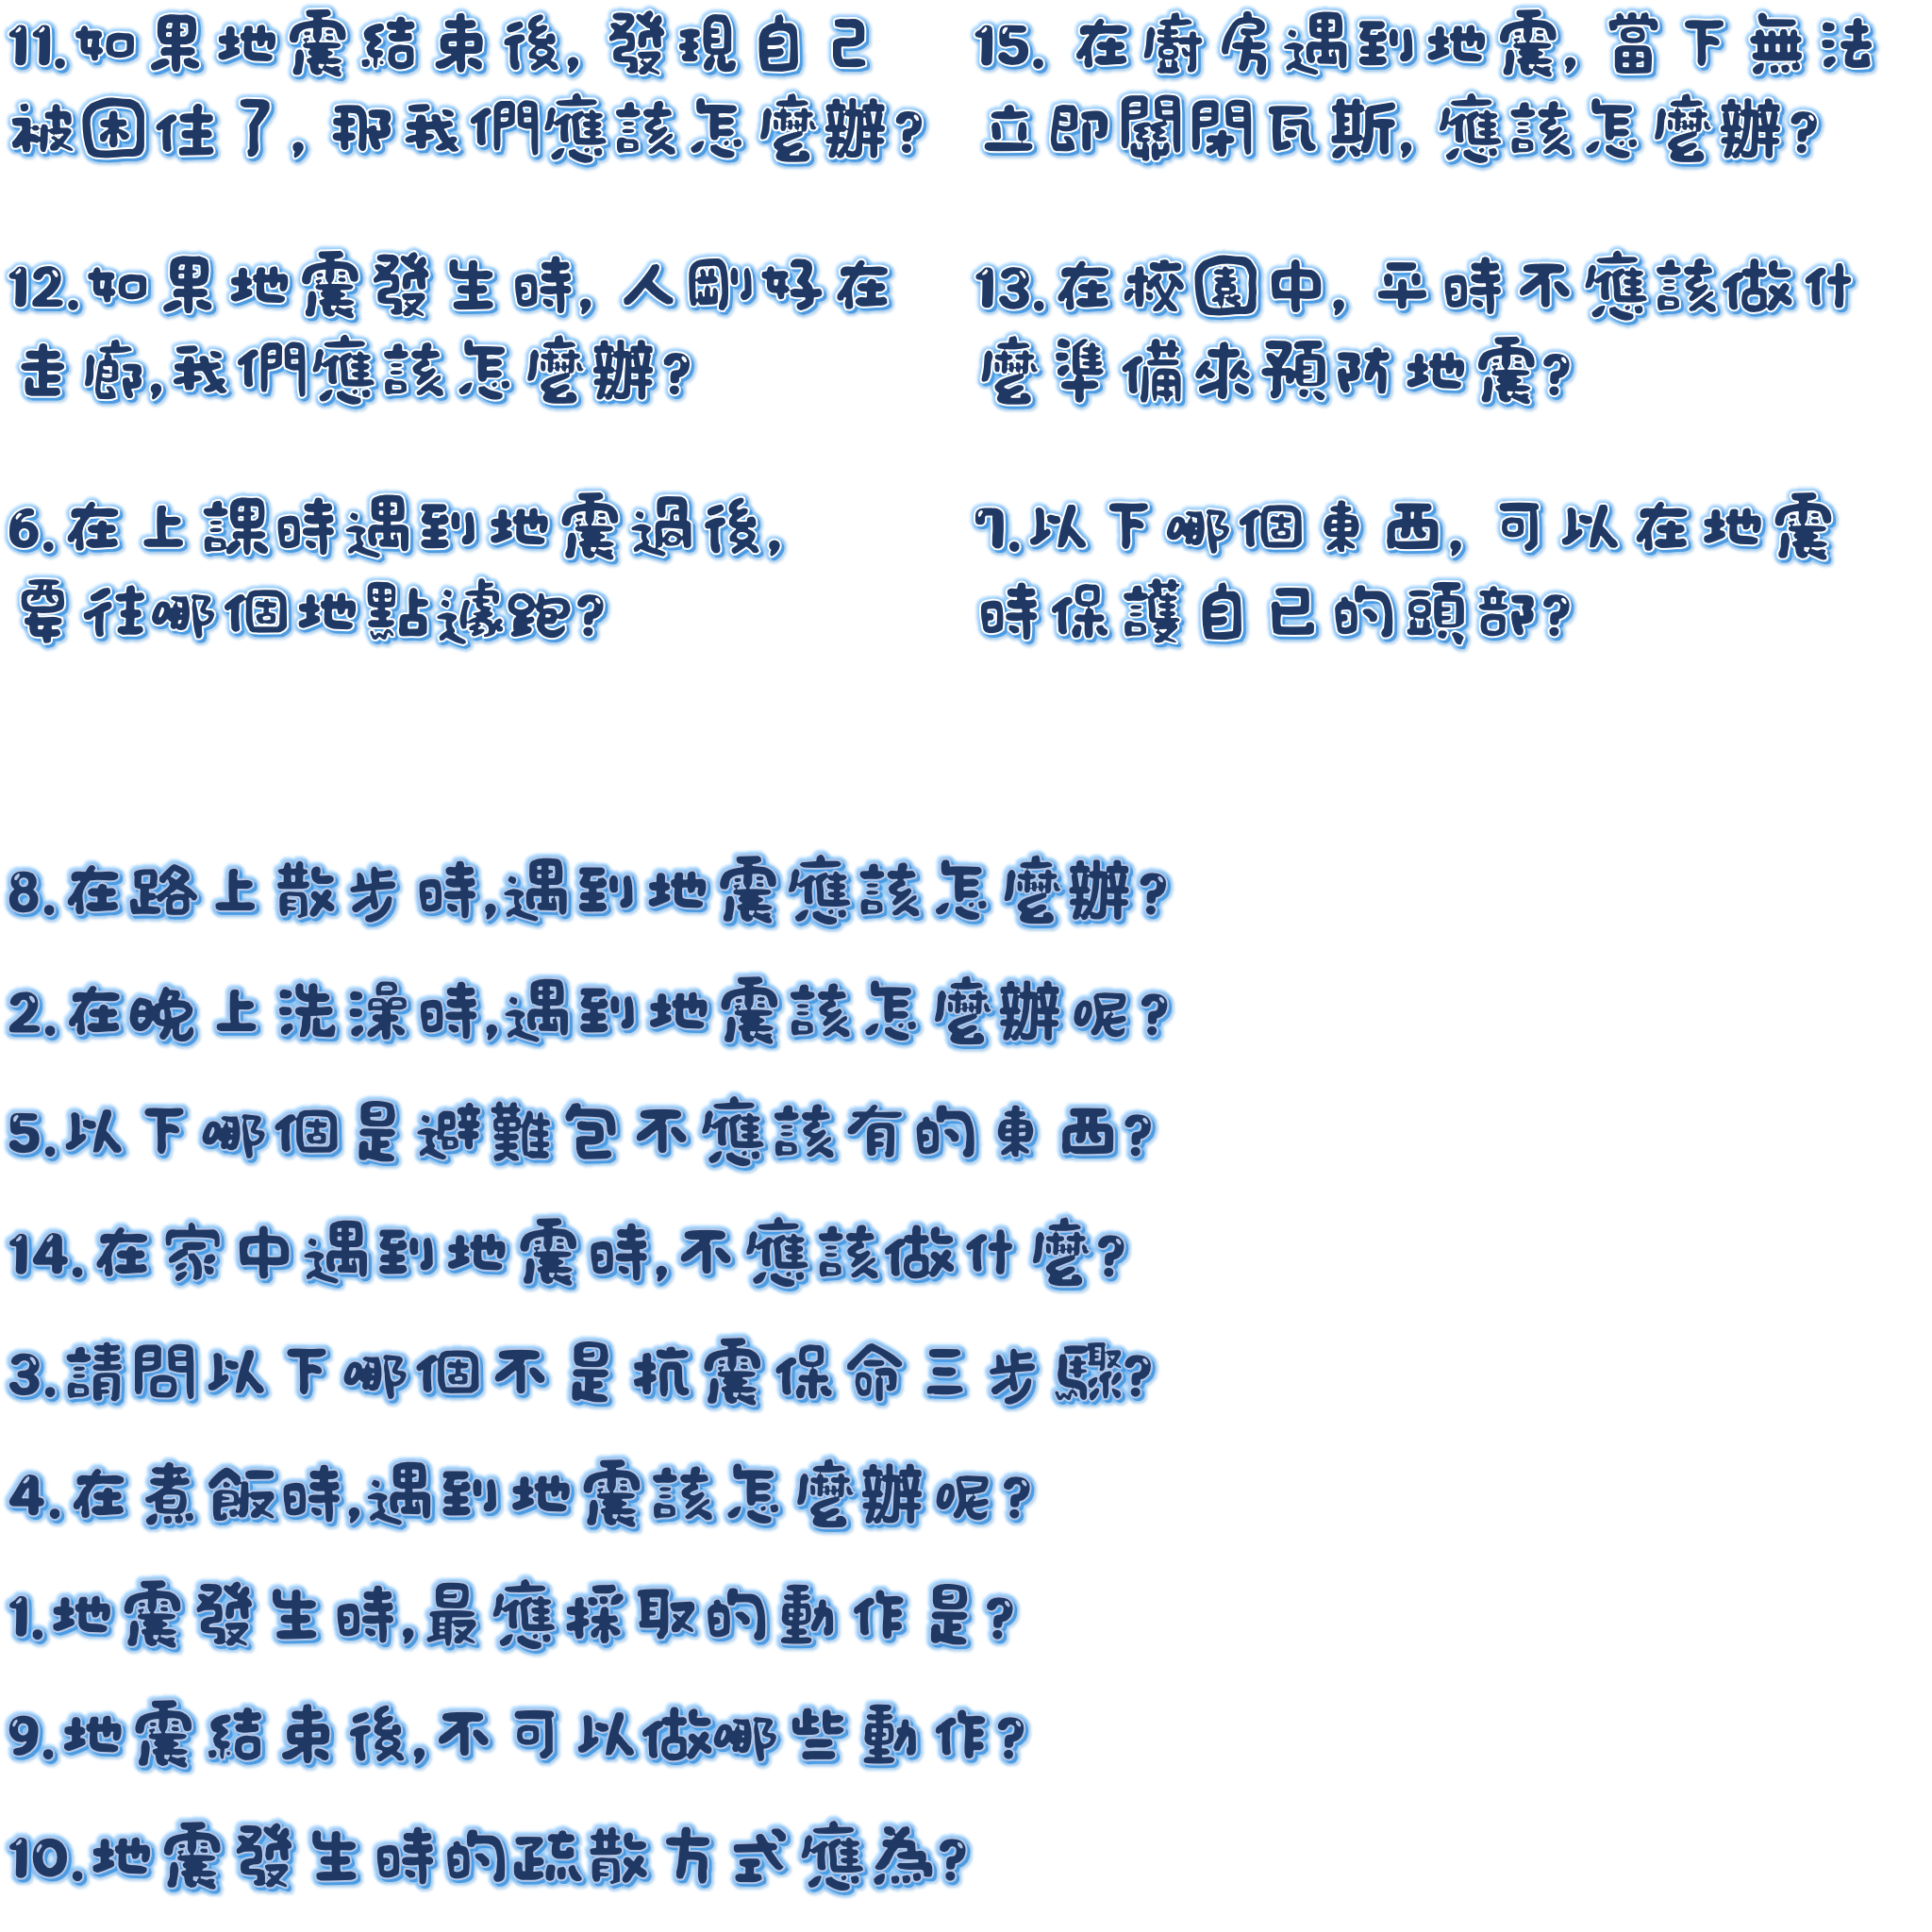 11.如果地震結束後, 發現自己
被困住了, 那我們應該怎麼辦?
15. 在廚房遇到地震, 當下無法
立即關閉瓦斯, 應該怎麼辦?
12.如果地震發生時, 人剛好在
走廊,我們應該怎麼辦?
13.在校園中, 平時不應該做什
麼準備來預防地震?
6.在上課時遇到地震過後,
要往哪個地點遠跑?
7.以下哪個東西, 可以在地震
時保護自已的頭部?
8.在路上散步時,遇到地震應該怎麼辦?
2.在晚上洗澡時,遇到地震該怎麼辦呢?
5.以下哪個是避難包不應該有的東西?
14.在家中遇到地震時,不應該做什麼?
3.請問以下哪個不是抗震保命三步驟?
4.在煮飯時,遇到地震該怎麼辦呢?
1.地震發生時,最應採取的動作是?
9.地震結束後,不可以做哪些動作?
10.地震發生時的疏散方式應為?